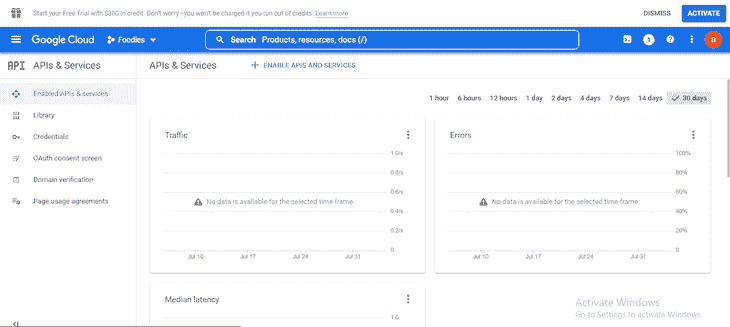 Start your Free Trial with $300 in credit. Don't worry—you won't be charged if you run out of credits. Learn more
DISMISS
ACTIVATE
Google Cloud
Foodies
Search Products, resources, docs (/)
1
a
API APIs & Services
APIs & Services
+ ENABLE APIS AND SERVICES
Enabled APIs & services
Library
Credentials
OAuth consent screen
Domain verification
Page usage agreements
1 hour 6 hours 12 hours 1 day 2 days 4 days 7 days 14 days 30 days
Traffic
1.0/s
0.8/s
0.6/s
No data is available for the selected time frame.
0.4/s
0.2/s
0
Jul 10 Jul 17 Jul 24 Jul 31
Errors
100%
80%
60%
No data is available for the selected time frame.
40%
20%
0
Jul 10 Jul 17 Jul 24 Jul 31
Median latency
1.0
Activate Windows
Go to Settings to activate Windows.